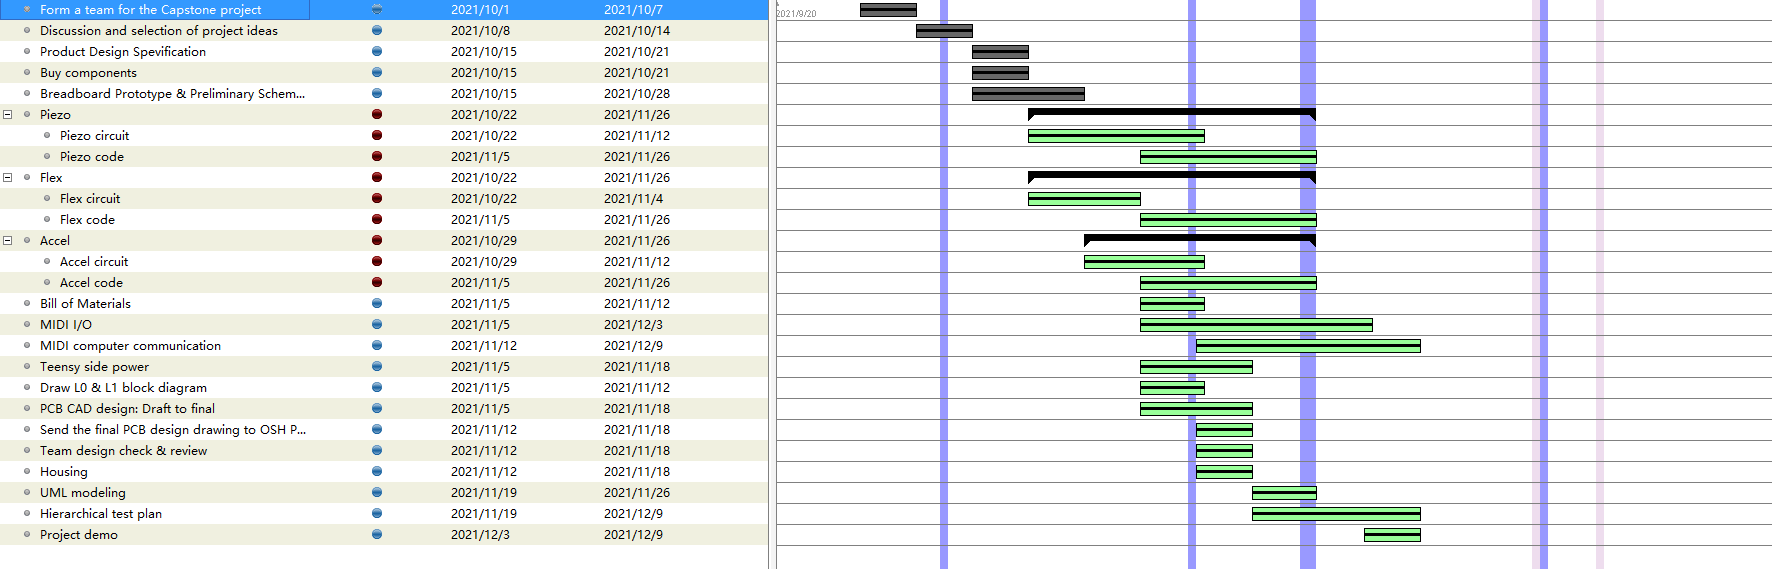 Form a team for the Capstone project 2021/10/1 2021/10/7 2021/9/20
Discussion and selection of project ideas 2021/10/8 2021/10/14
Product Design Spevification 2021/10/15 2021/10/21
Buy components 2021/10/15 2021/10/21
Breadboard Prototype & Preliminary Schem... 2021/10/15 2021/10/28
Piezo 2021/10/22 2021/11/26
Piezo circuit 2021/10/22 2021/11/12
Piezo code 2021/11/5 2021/11/26
Flex 2021/10/22 2021/11/26
Flex circuit 2021/10/22 2021/11/4
Flex code 2021/11/5 2021/11/26
Accel 2021/10/29 2021/11/26
Accel circuit 2021/10/29 2021/11/12
Accel code 2021/11/5 2021/11/26
Bill of Materials 2021/11/5 2021/11/12
MIDI I/O 2021/11/5 2021/12/3
MIDI computer communication 2021/11/12 2021/12/9
Teensy side power 2021/11/5 2021/11/18
Draw L0 & L1 block diagram 2021/11/5 2021/11/12
PCB CAD design: Draft to final 2021/11/5 2021/11/18
Send the final PCB design drawing to OSH P... 2021/11/12 2021/11/18
Team design check & review 2021/11/12 2021/11/18
Housing 2021/11/12 2021/11/18
UML modeling 2021/11/19 2021/11/26
Hierarchical test plan 2021/11/19 2021/12/9
Project demo 2021/12/3 2021/12/9